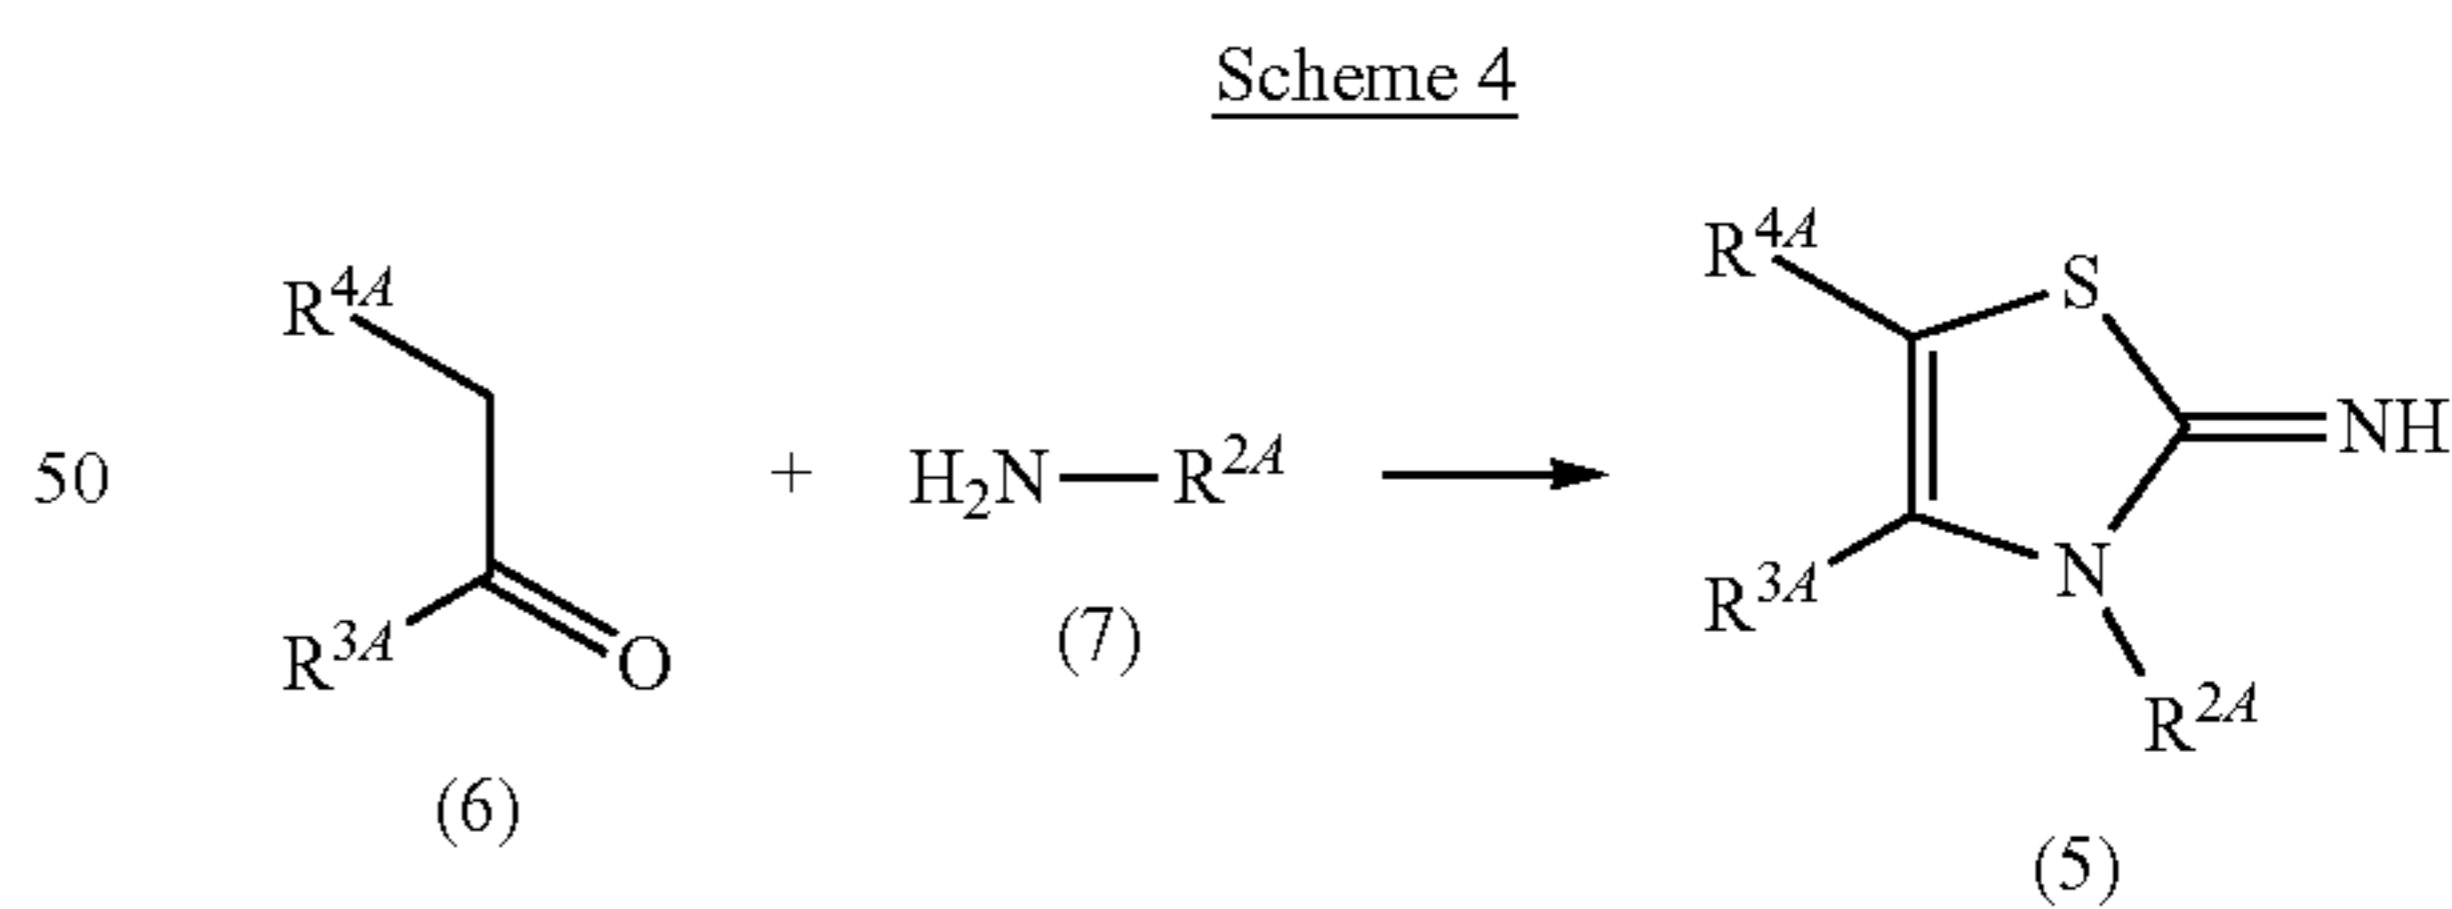 Scheme 4
R4A
R3A
O
(6)
50
+
H2N—R2A
(7)
R4A
S
NH
R3A
N
R2A
(5)